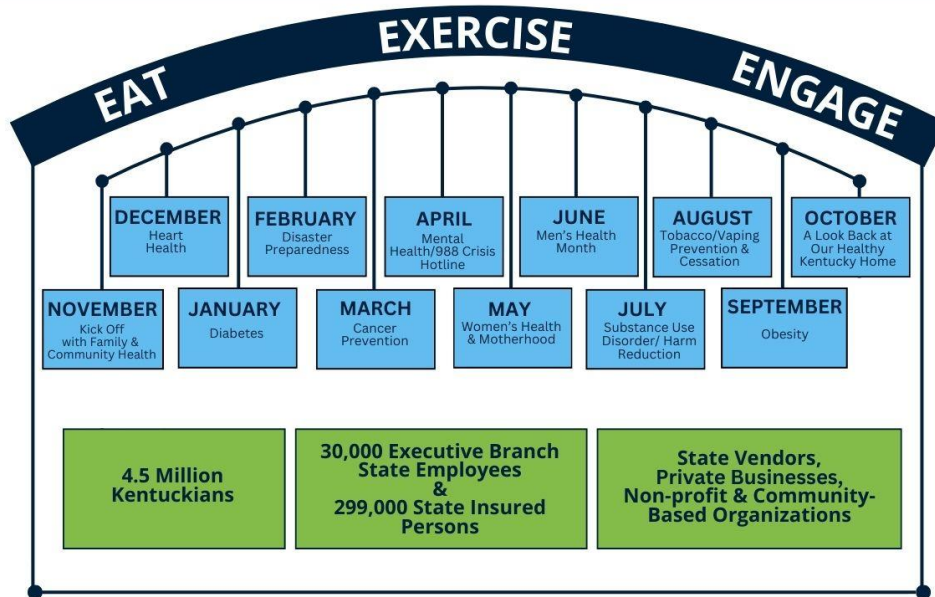 EAT
EXERCISE
ENGAGE
NOVEMBER
Kick Off
with Family &
Community Health
DECEMBER
Heart
Health
JANUARY
Diabetes
FEBRUARY
Disaster
Preparedness
MARCH
Cancer
Prevention
APRIL
Mental
Health/988 Crisis
Hotline
MAY
Women's Health
& Motherhood
JUNE
Men's Health
Month
JULY
Substance Use
Disorder/ Harm
Reduction
AUGUST
Tobacco/Vaping
Prevention &
Cessation
SEPTEMBER
Obesity
OCTOBER
A Look Back at
Our Healthy
Kentucky Home
4.5 Million
Kentuckians
30,000 Executive Branch
State Employees
&
299,000 State Insured
Persons
State Vendors,
Private Businesses,
Non-profit & Community-
Based Organizations